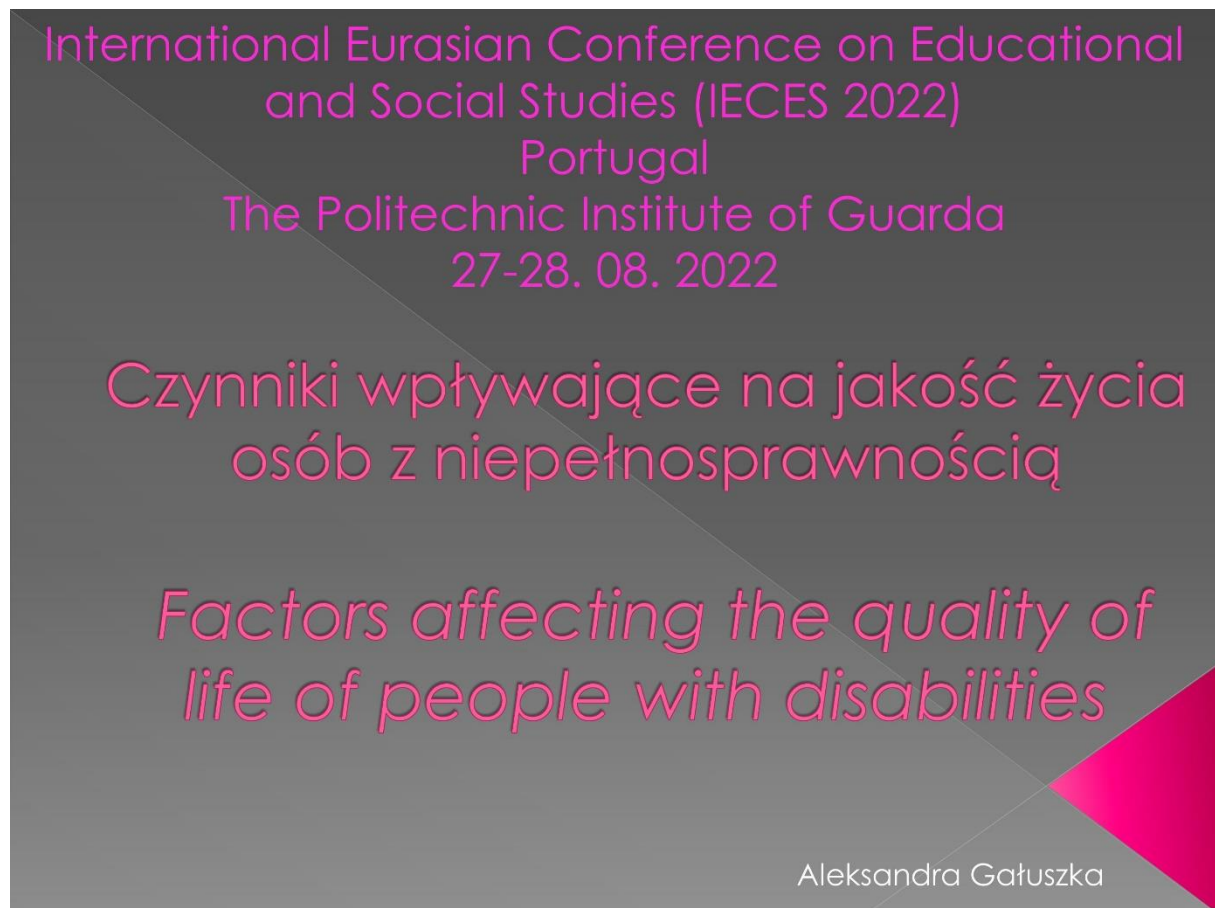 International Eurasian Conference on Educational
and Social Studies (IECES 2022)
Portugal
The Politechnic Institute of Guarda
27-28. 08. 2022
Czynniki wpływające na jakość życia
osób z niepełnosprawnością
Factors affecting the quality of
life of people with disabilities
Aleksandra Gałuszka